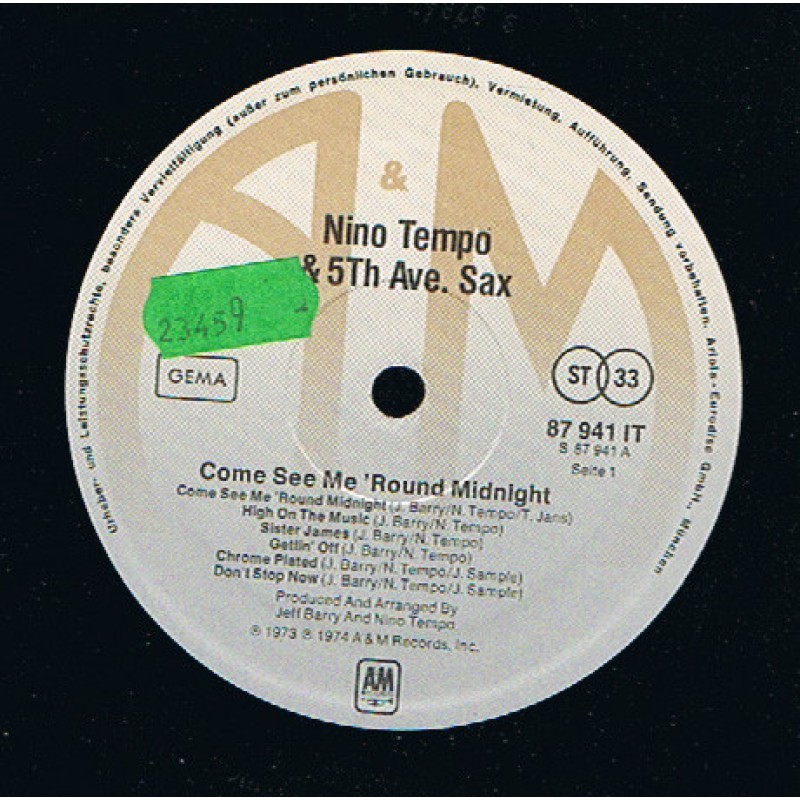 Urheber- und Leistungsschutzrechte, besonders Vervielfältigung (außer zum persönlichen Gebrauch), Vermietung, Aufführung, Sendung vorbehalten. Ariola-Eurodisc GmbH., München
&
Nino Tempo
& 5Th Ave. Sax
23459
GEMA
ST 33
87 941 IT
S 87 941 A
Seite 1
Come See Me 'Round Midnight
Come See Me 'Round Midnight (J. Barry/N. Tempo/T. Jans)
High On The Music (J. Barry/N. Tempo)
Sister James (J. Barry/N. Tempo)
Gettin' Off (J. Barry/N. Tempo)
Chrome Plated (J. Barry/N. Tempo/J. Sample)
Don't Stop Now (J. Barry/N. Tempo/J. Sample)
Produced And Arranged By
Jeff Barry And Nino Tempo
℗ 1973 ℗ 1974 A & M Records, Inc.
AM